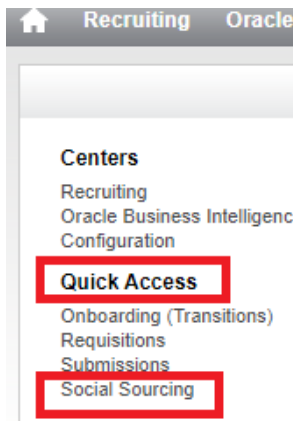 Recruiting Oracle
Centers
Recruiting
Oracle Business Intelligenc
Configuration
Quick Access
Onboarding (Transitions)
Requisitions
Submissions
Social Sourcing